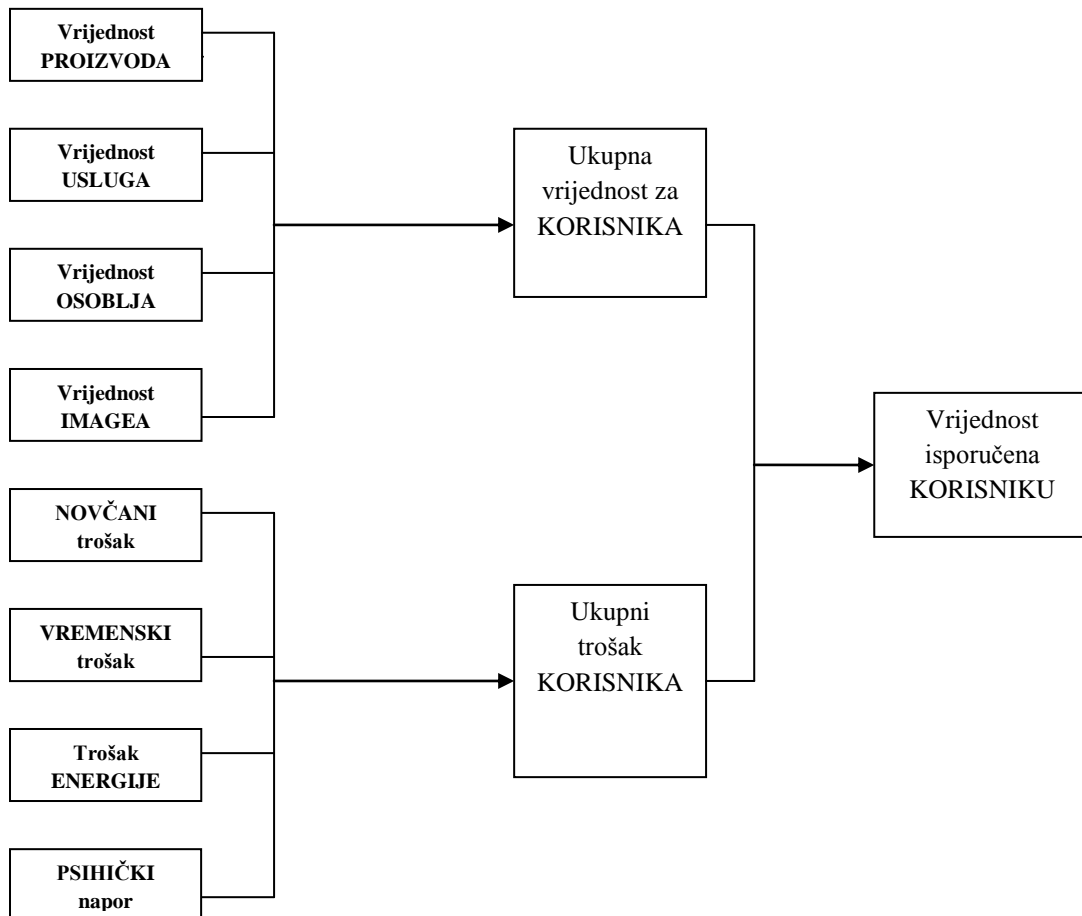 Vrijednost
PROIZVODA
Vrijednost
USLUGA
Vrijednost
OSOBLJA
Vrijednost
IMAGEA
NOVČANI
trošak
VREMENSKI
trošak
Trošak
ENERGIJE
PSIHIČKI
napor
Ukupna
vrijednost za
KORISNIKA
Ukupni
trošak
KORISNIKA
Vrijednost
isporučena
KORISNIKU